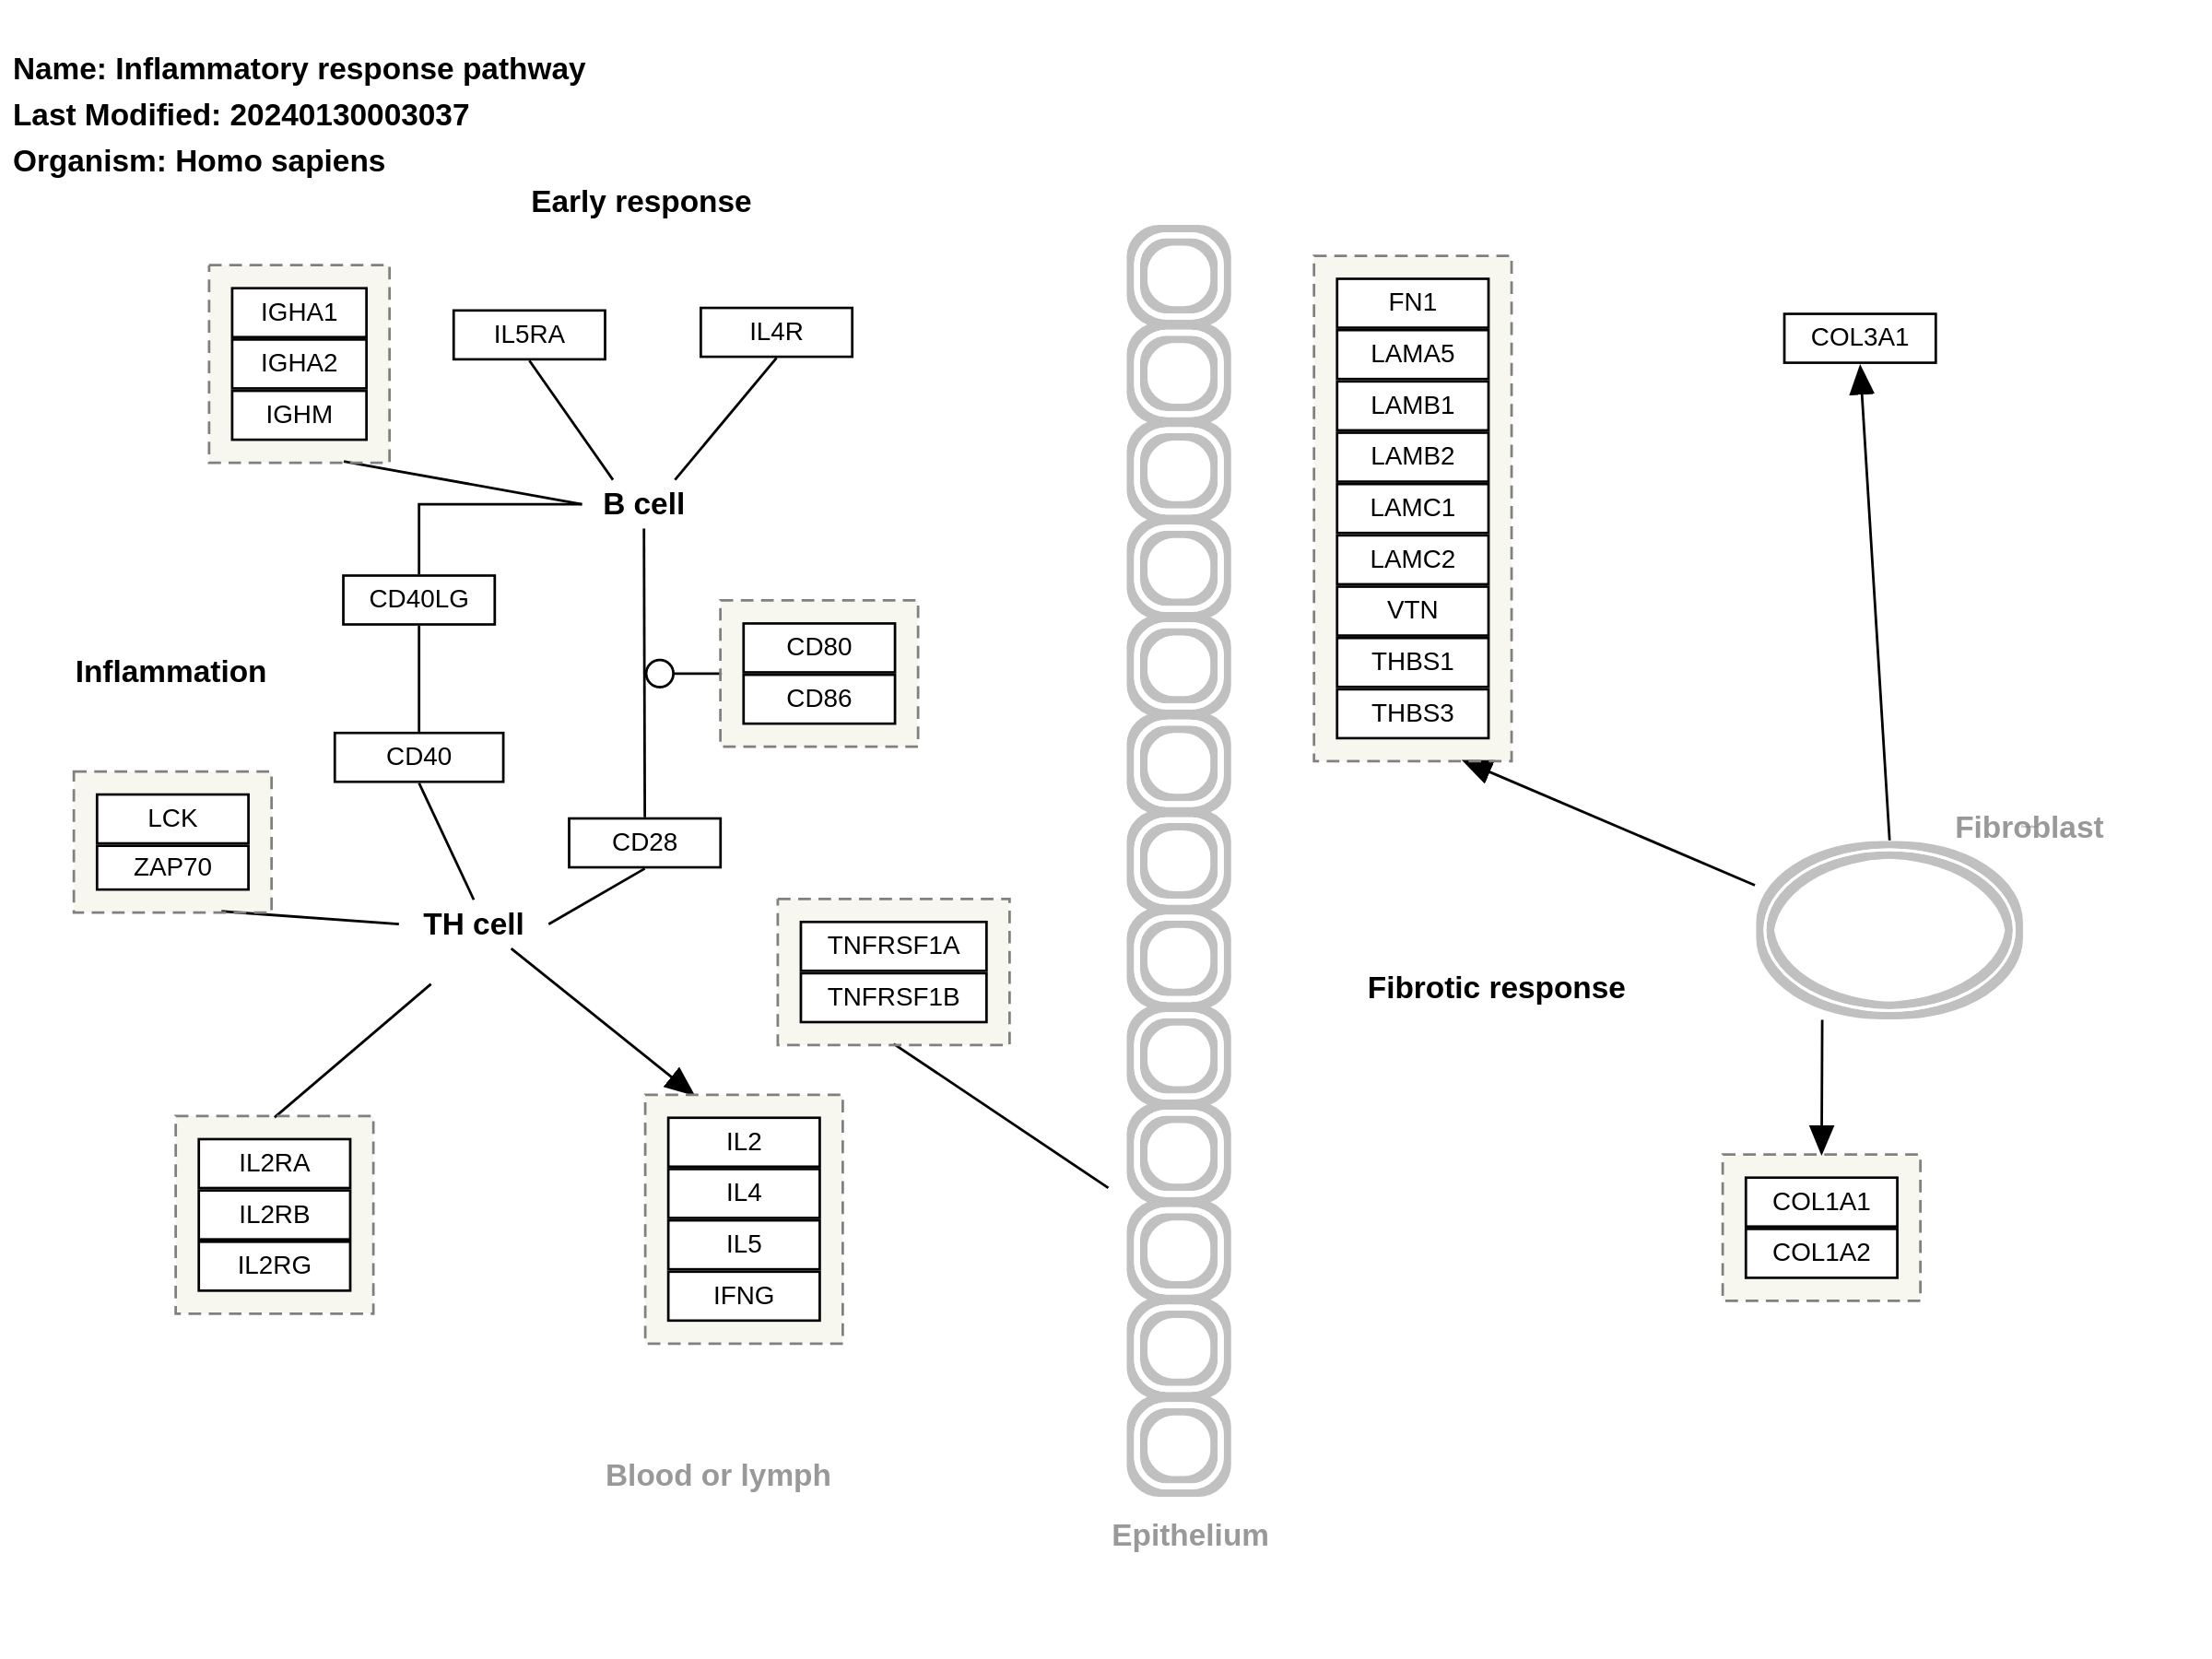 Name: Inflammatory response pathway
Last Modified: 20240130003037
Organism: Homo sapiens
Early response
IGHA1
IGHA2
IGHM
IL5RA
IL4R
B cell
CD40LG
Inflammation
CD80
CD86
CD40
LCK
ZAP70
CD28
TH cell
TNFRSF1A
TNFRSF1B
IL2RA
IL2RB
IL2RG
IL2
IL4
IL5
IFNG
Blood or lymph
Epithelium
FN1
LAMA5
LAMB1
LAMB2
LAMC1
LAMC2
VTN
THBS1
THBS3
COL3A1
Fibroblast
Fibrotic response
COL1A1
COL1A2